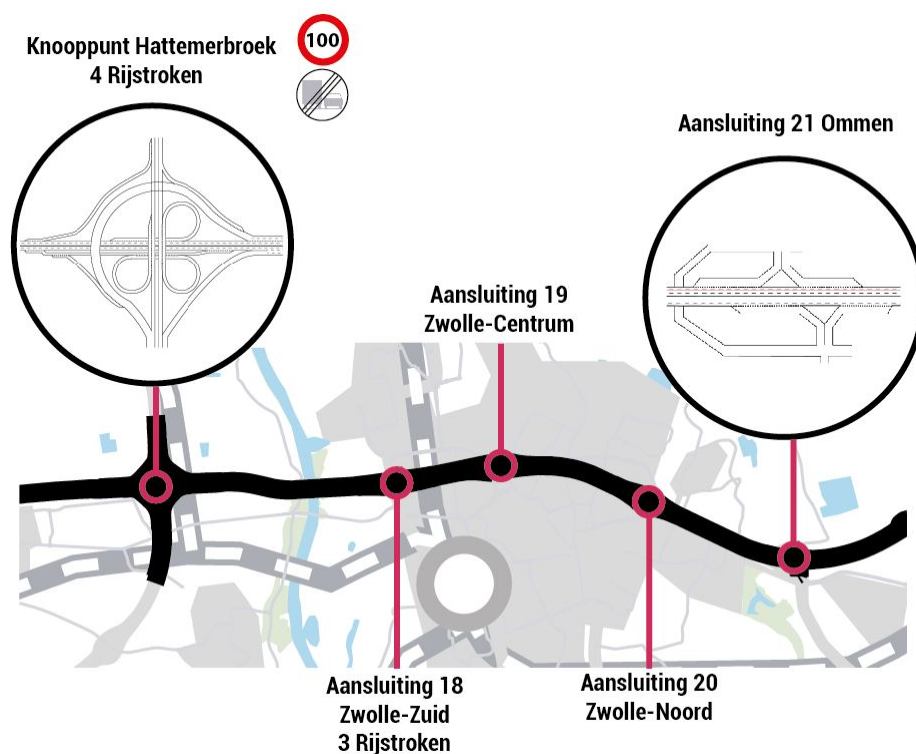 Knooppunt Hattemerbroek
4 Rijstroken
100
Aansluiting 21 Ommen
Aansluiting 19
Zwolle-Centrum
Aansluiting 18
Zwolle-Zuid
3 Rijstroken
Aansluiting 20
Zwolle-Noord